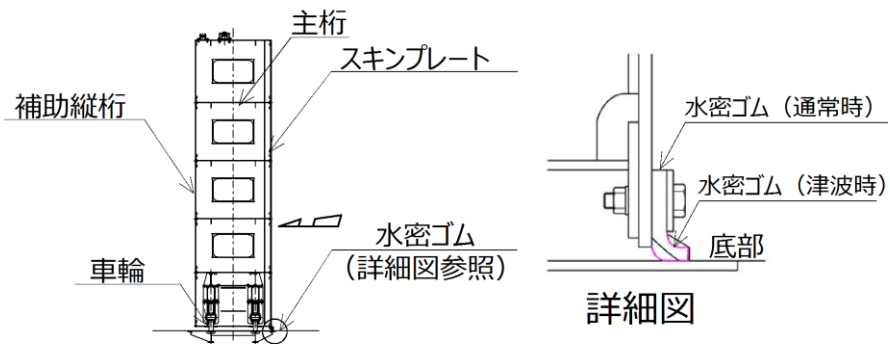 主桁
スキンプレート
補助縦桁
水密ゴム
（詳細図参照）
車輪
水密ゴム（通常時）
水密ゴム（津波時）
底部
詳細図